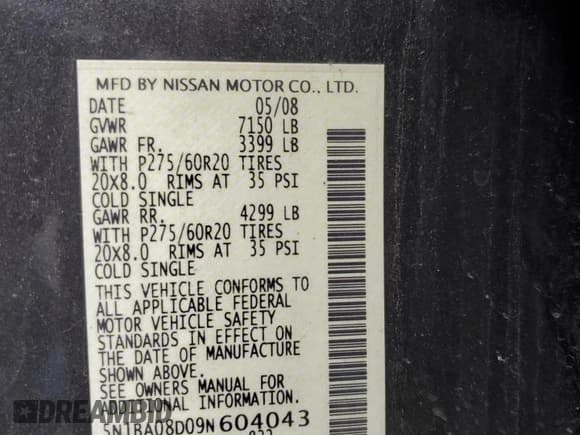 MFD BY NISSAN MOTOR CO., LTD.
DATE 05/08
GVWR 7150 LB
GAWR FR. 3399 LB
WITH P275/60R20 TIRES
20X8.0 RIMS AT 35 PSI
COLD SINGLE
GAWR RR. 4299 LB
WITH P275/60R20 TIRES
20X8.0 RIMS AT 35 PSI
COLD SINGLE
THIS VEHICLE CONFORMS TO
ALL APPLICABLE FEDERAL
MOTOR VEHICLE SAFETY
STANDARDS IN EFFECT ON
THE DATE OF MANUFACTURE
SHOWN ABOVE.
SEE OWNERS MANUAL FOR
ADDITIONAL INFORMATION.
5N1BA08D09N604043
DREAMBID